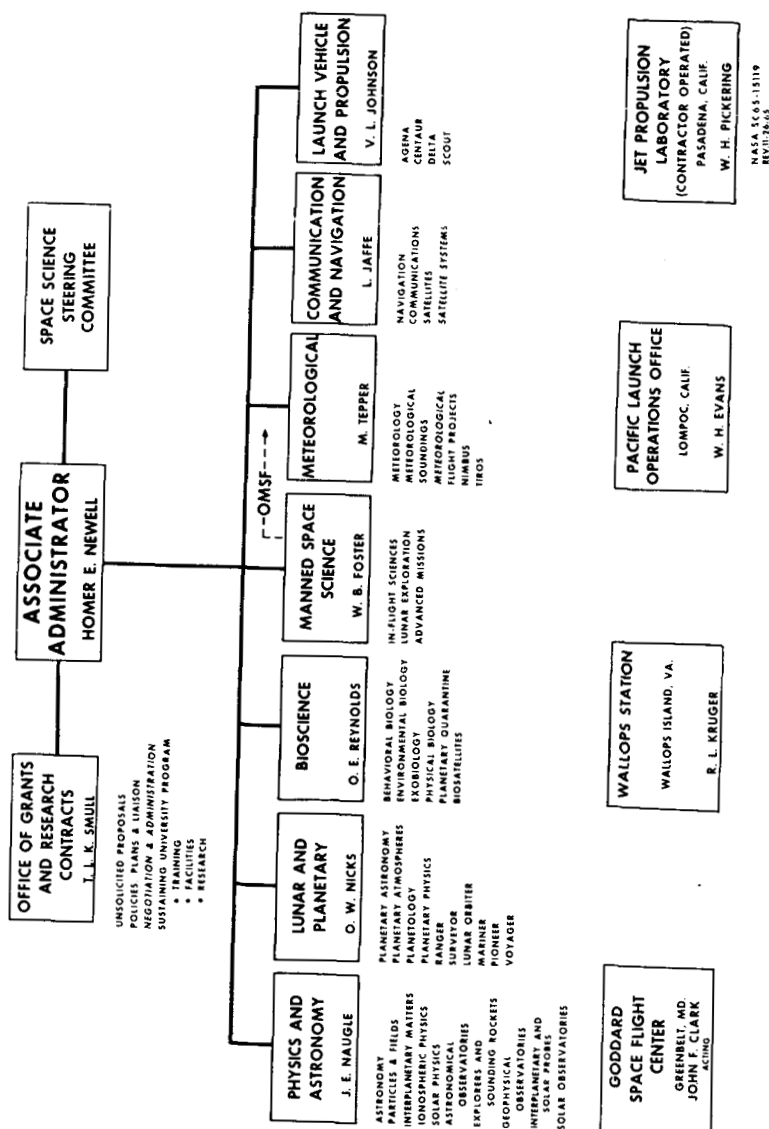 ASSOCIATE
ADMINISTRATOR
HOMER E. NEWELL
SPACE SCIENCE
STEERING
COMMITTEE
OFFICE OF GRANTS
AND RESEARCH
CONTRACTS
T. L. K. SMULL
UNSOLICITED PROPOSALS
POLICIES PLANS & LIAISON
NEGOTIATION & ADMINISTRATION
SUSTAINING UNIVERSITY PROGRAM
• TRAINING
• FACILITIES
• RESEARCH
PHYSICS AND
ASTRONOMY
J. E. NAUGLE
ASTRONOMY
PARTICLES & FIELDS
INTERPLANETARY MATTERS
IONOSPHERIC PHYSICS
SOLAR PHYSICS
ASTRONOMICAL
OBSERVATORIES
EXPLORERS AND
SOUNDING ROCKETS
GEOPHYSICAL
OBSERVATORIES
INTERPLANETARY AND
SOLAR PROBES
SOLAR OBSERVATORIES
LUNAR AND
PLANETARY
O. W. NICKS
PLANETARY ASTRONOMY
PLANETARY ATMOSPHERES
PLANETOLOGY
PLANETARY PHYSICS
RANGER
SURVEYOR
LUNAR ORBITER
MARINER
PIONEER
VOYAGER
BIOSCIENCE
O. E. REYNOLDS
BEHAVIORAL BIOLOGY
ENVIRONMENTAL BIOLOGY
EXOBIOLOGY
PHYSICAL BIOLOGY
PLANETARY QUARANTINE
BIOSATELLITES
MANNED SPACE
SCIENCE
W. B. FOSTER
IN-FLIGHT SCIENCES
LUNAR EXPLORATION
ADVANCED MISSIONS
OMSF
METEOROLOGICAL
M. TEPPER
METEOROLOGY
METEOROLOGICAL
SOUNDINGS
METEOROLOGICAL
FLIGHT PROJECTS
NIMBUS
TIROS
COMMUNICATION
AND NAVIGATION
L. JAFFE
NAVIGATION
COMMUNICATIONS
SATELLITES
SATELLITE SYSTEMS
LAUNCH VEHICLE
AND PROPULSION
V. L. JOHNSON
AGENA
CENTAUR
DELTA
SCOUT
GODDARD
SPACE FLIGHT
CENTER
GREENBELT, MD.
JOHN F. CLARK
ACTING
WALLOPS STATION
WALLOPS ISLAND, VA.
R. L. KRUGER
PACIFIC LAUNCH
OPERATIONS OFFICE
LOMPOC, CALIF.
W. H. EVANS
JET PROPULSION
LABORATORY
(CONTRACTOR OPERATED)
PASADENA, CALIF.
W. H. PICKERING
NASA SC65-15119
REV.11-26-65